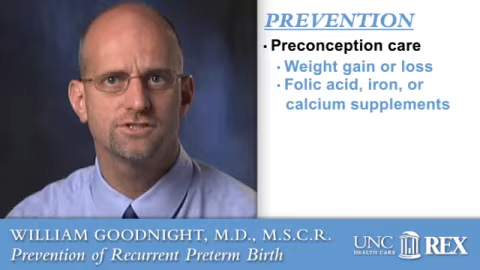 PREVENTION
· Preconception care
· Weight gain or loss
· Folic acid, iron, or
calcium supplements
WILLIAM GOODNIGHT, M.D., M.S.C.R.
Prevention of Recurrent Preterm Birth
UNC REX
HEALTH CARE